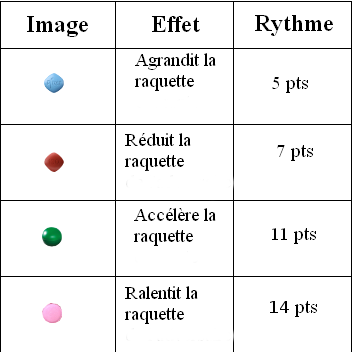 Image Effet Rythme
Agrandit la
raquette
5 pts
Réduit la
raquette
7 pts
Accélère la
raquette
11 pts
Ralentit la
raquette
14 pts